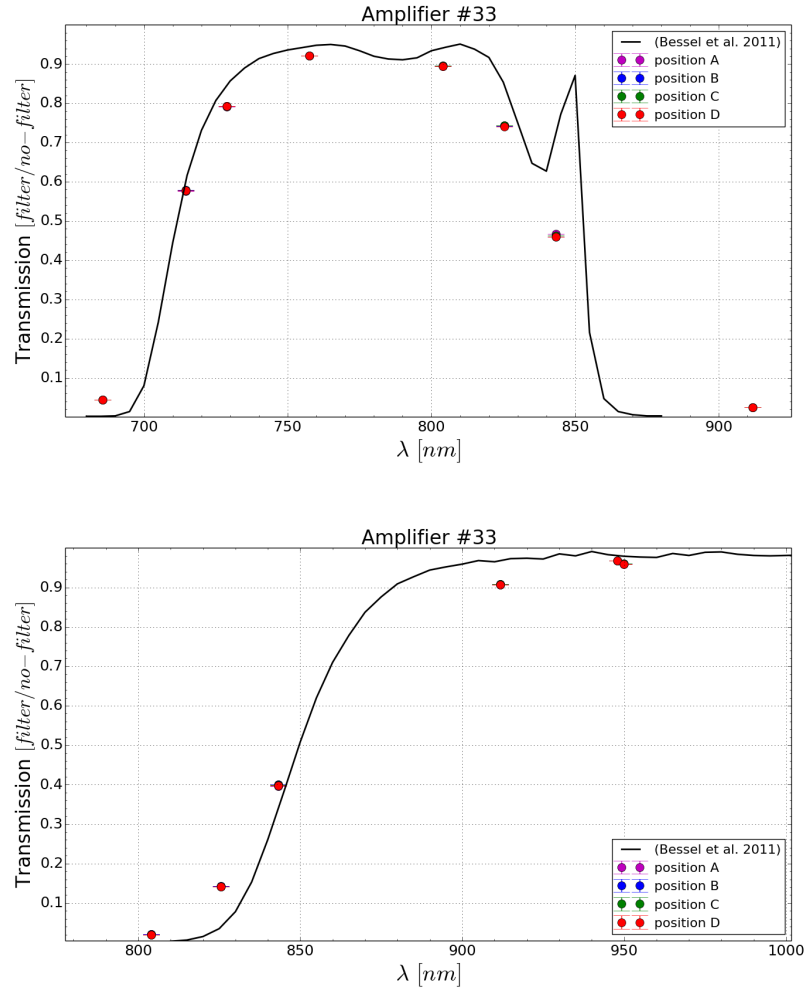 Amplifier #33
Transmission [filter/no-filter]
0.9
0.8
0.7
0.6
0.5
0.4
0.3
0.2
0.1
(Bessel et al. 2011)
position A
position B
position C
position D
700 750 800 850 900
λ [nm]
Amplifier #33
Transmission [filter/no-filter]
0.9
0.8
0.7
0.6
0.5
0.4
0.3
0.2
0.1
(Bessel et al. 2011)
position A
position B
position C
position D
800 850 900 950 1000
λ [nm]